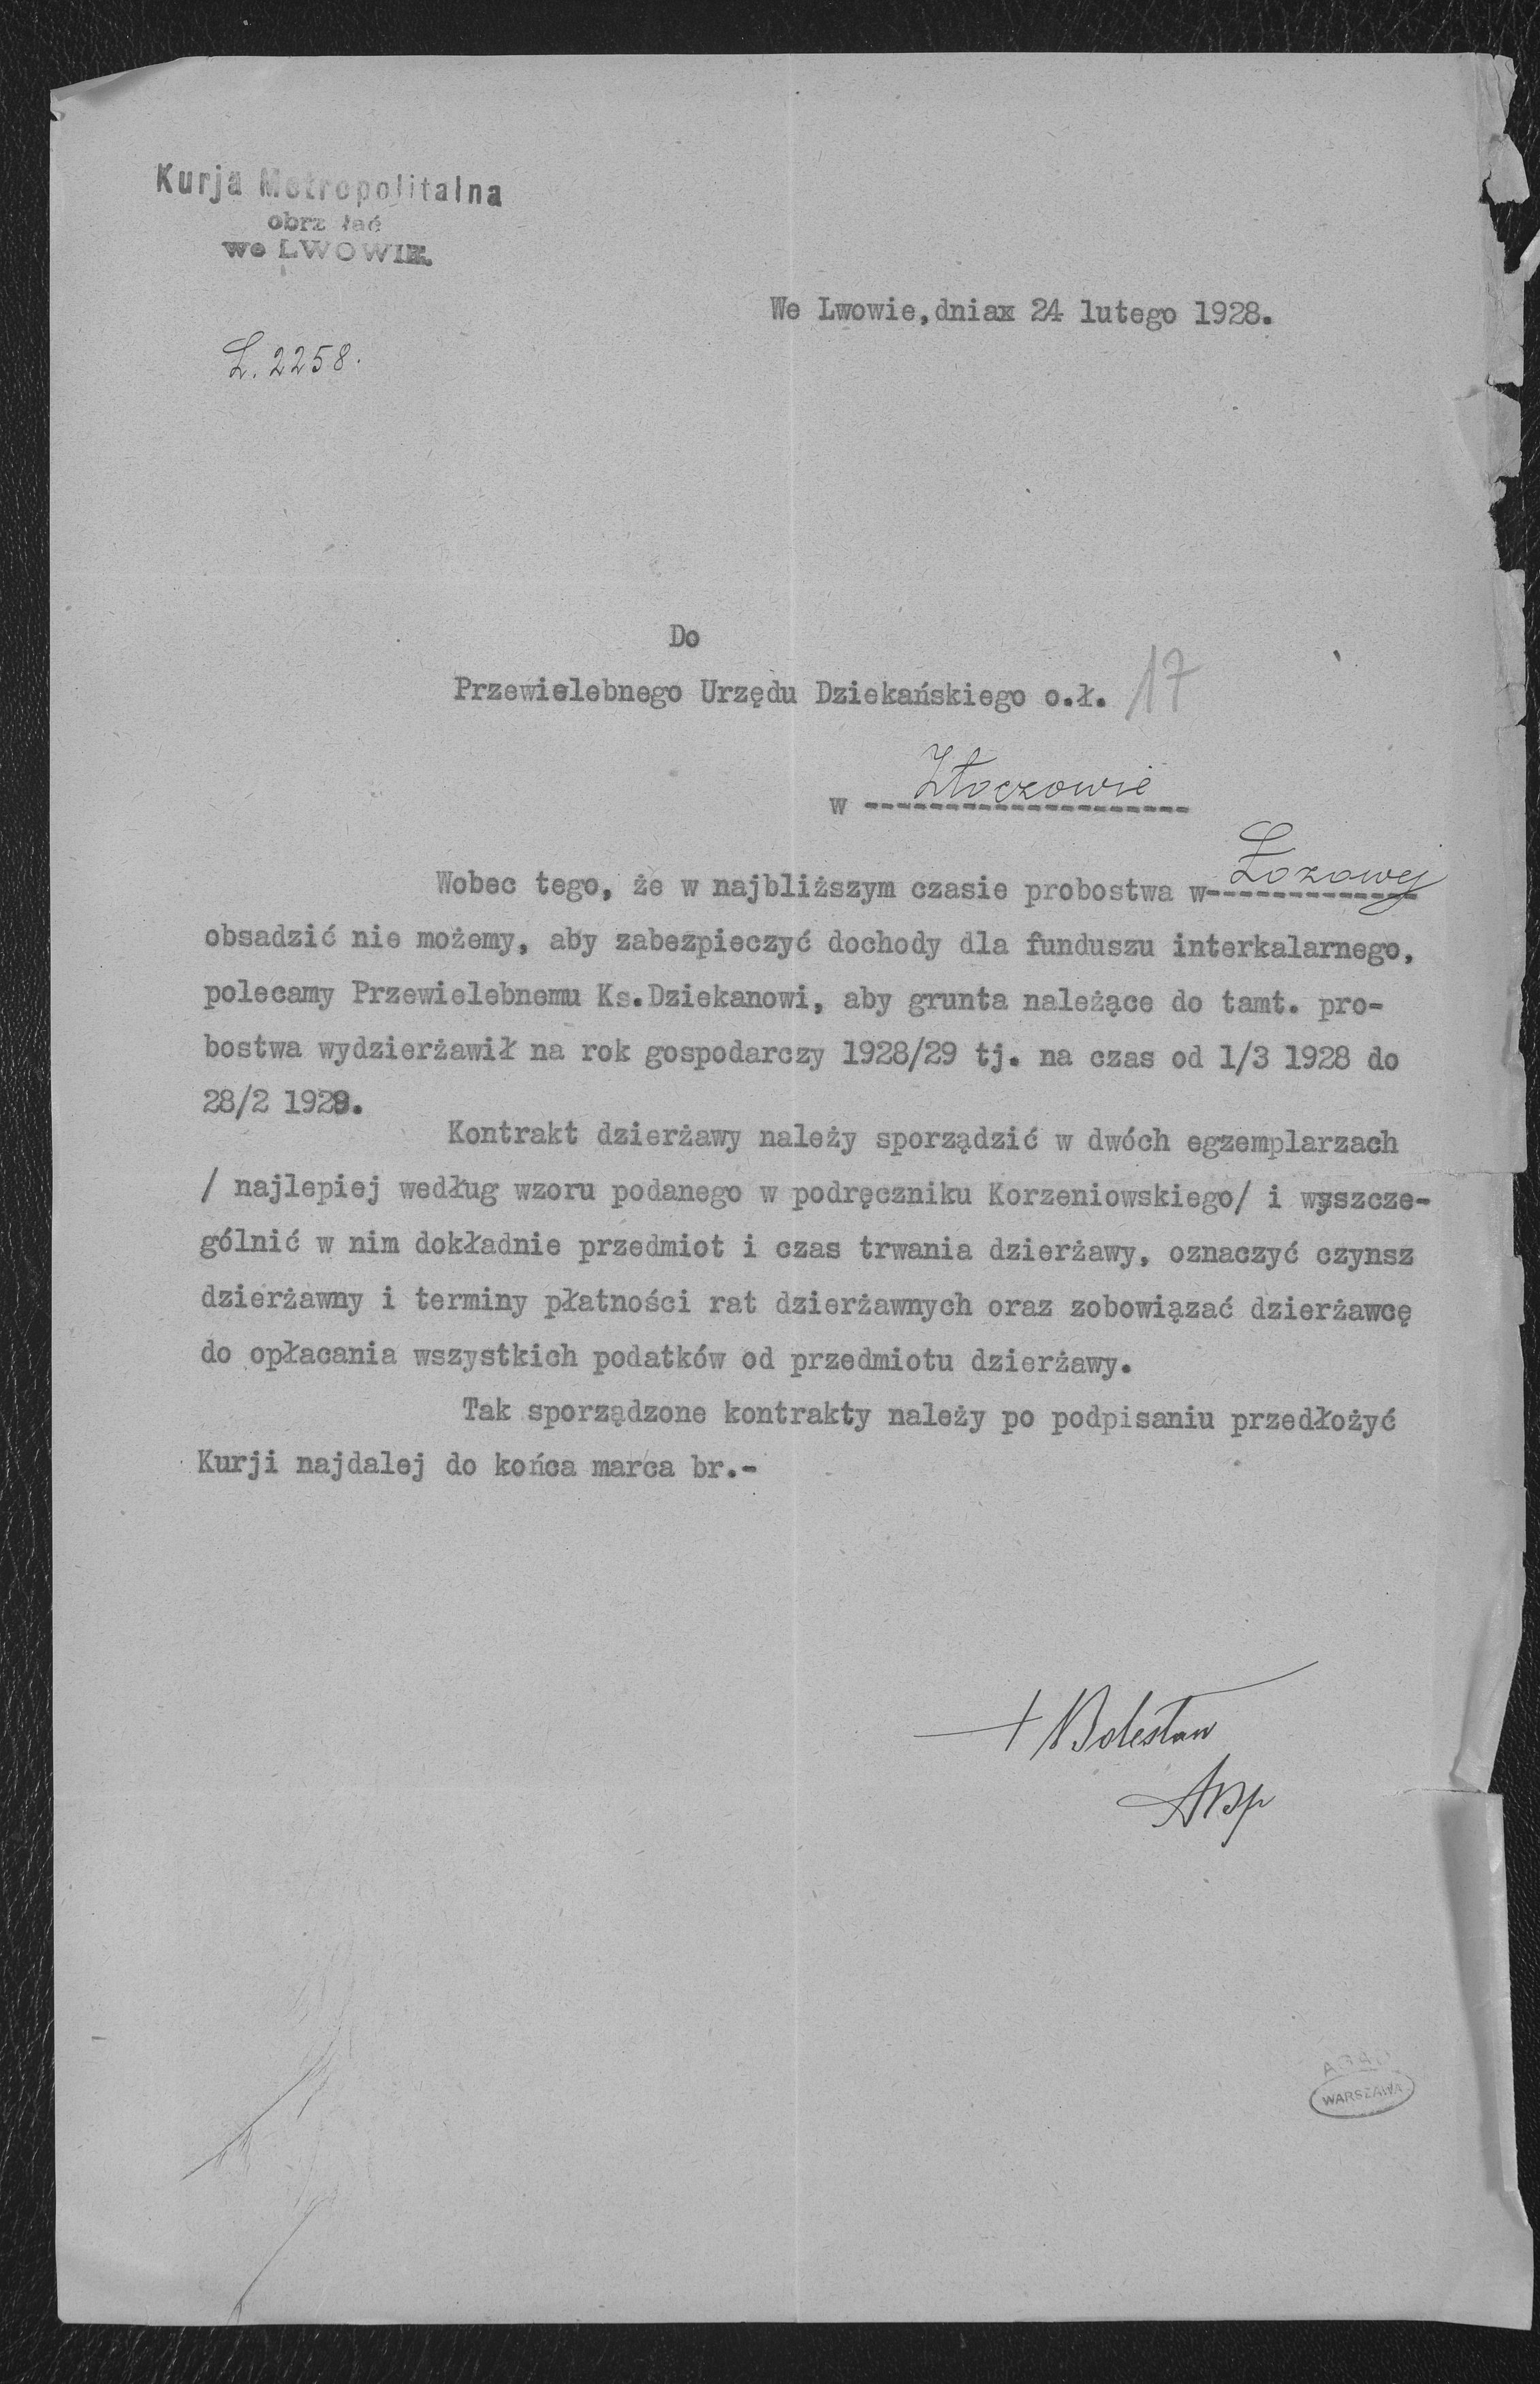 Kurja Metropolitalna
obrz łać
we LWOWIE.
We Lwowie, dniax 24 lutego 1928.
L. 2258.
Do
Przewielebnego Urzędu Dziekańskiego o.ł. 17
w Złoczowie
Wobec tego, że w najbliższym czasie probostwa w Łozowej
obsadzić nie możemy, aby zabezpieczyć dochody dla funduszu interkalarnego,
polecamy Przewielebnemu Ks.Dziekanowi, aby grunta należące do tamt. pro-
bostwa wydzierżawił na rok gospodarczy 1928/29 tj. na czas od 1/3 1928 do
28/2 1929.
Kontrakt dzierżawy należy sporządzić w dwóch egzemplarzach
/ najlepiej według wzoru podanego w podręczniku Korzeniowskiego/ i wyszcze-
gólnić w nim dokładnie przedmiot i czas trwania dzierżawy, oznaczyć czynsz
dzierżawny i terminy płatności rat dzierżawnych oraz zobowiązać dzierżawcę
do opłacania wszystkich podatków od przedmiotu dzierżawy.
Tak sporządzone kontrakty należy po podpisaniu przedłożyć
Kurji najdalej do końca marca br.-
+ Bolesław
ABp
AGAD
WARSZAWA